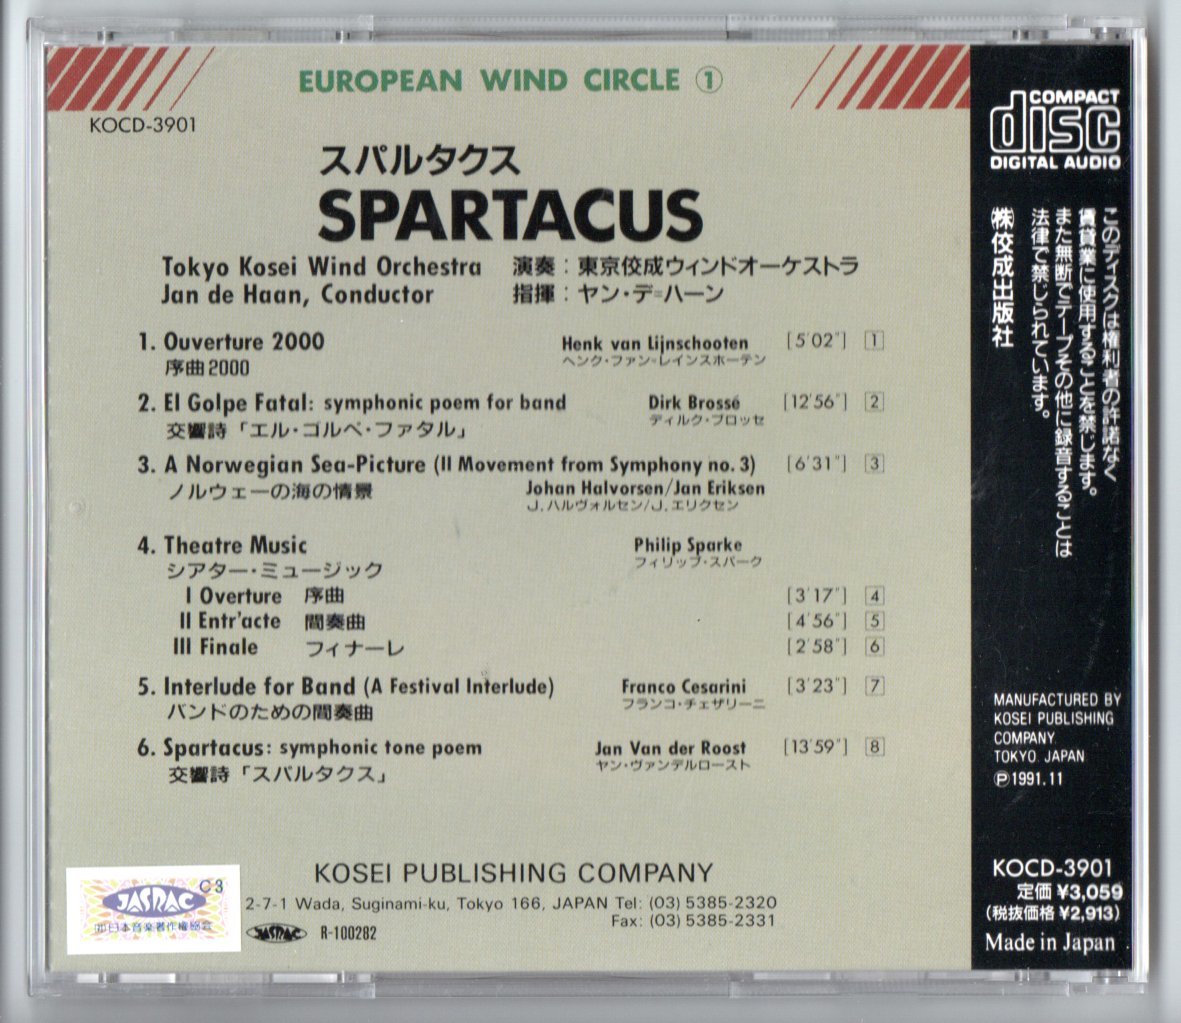 EUROPEAN WIND CIRCLE ①
KOCD-3901
スパルタクス
SPARTACUS
Tokyo Kosei Wind Orchestra 演奏：東京佼成ウィンドオーケストラ
Jan de Haan, Conductor 指揮：ヤン・デ=ハーン
1. Ouverture 2000 Henk van Lijnschooten [5′02″] 1
序曲2000 ヘンク・ファン=レインスホーテン
2. El Golpe Fatal: symphonic poem for band Dirk Brossé [12′56″] 2
交響詩「エル・ゴルペ・ファタル」 ディルク・ブロッセ
3. A Norwegian Sea-Picture (II Movement from Symphony no. 3) [6′31″] 3
ノルウェーの海の情景 Johan Halvorsen/Jan Eriksen
J. ハルヴォルセン/J. エリクセン
4. Theatre Music Philip Sparke
シアター・ミュージック フィリップ・スパーク
I Overture 序曲 [3′17″] 4
II Entr'acte 間奏曲 [4′56″] 5
III Finale フィナーレ [2′58″] 6
5. Interlude for Band (A Festival Interlude) Franco Cesarini [3′23″] 7
バンドのための間奏曲 フランコ・チェザリーニ
6. Spartacus: symphonic tone poem Jan Van der Roost [13′59″] 8
交響詩「スパルタクス」 ヤン・ヴァンデルロースト
KOSEI PUBLISHING COMPANY
2-7-1 Wada, Suginami-ku, Tokyo 166, JAPAN Tel: (03) 5385-2320
Fax: (03) 5385-2331
JASRAC R-100282
C3
JASRAC
㈳日本音楽著作権協会
COMPACT
disc
DIGITAL AUDIO
このディスクは権利者の許諾なく
賃貸業に使用することを禁じます。
また無断でテープその他に録音することは
法律で禁じられています。
㈱佼成出版社
MANUFACTURED BY
KOSEI PUBLISHING
COMPANY
TOKYO. JAPAN
Ⓟ1991.11
KOCD-3901
定価 ¥3,059
(税抜価格 ¥2,913)
Made in Japan